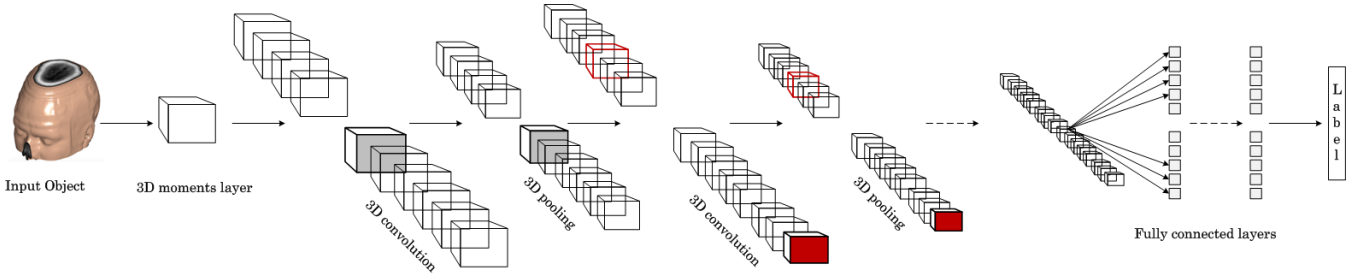 Input Object
3D moments layer
3D convolution
3D pooling
3D convolution
3D pooling
Fully connected layers
Label